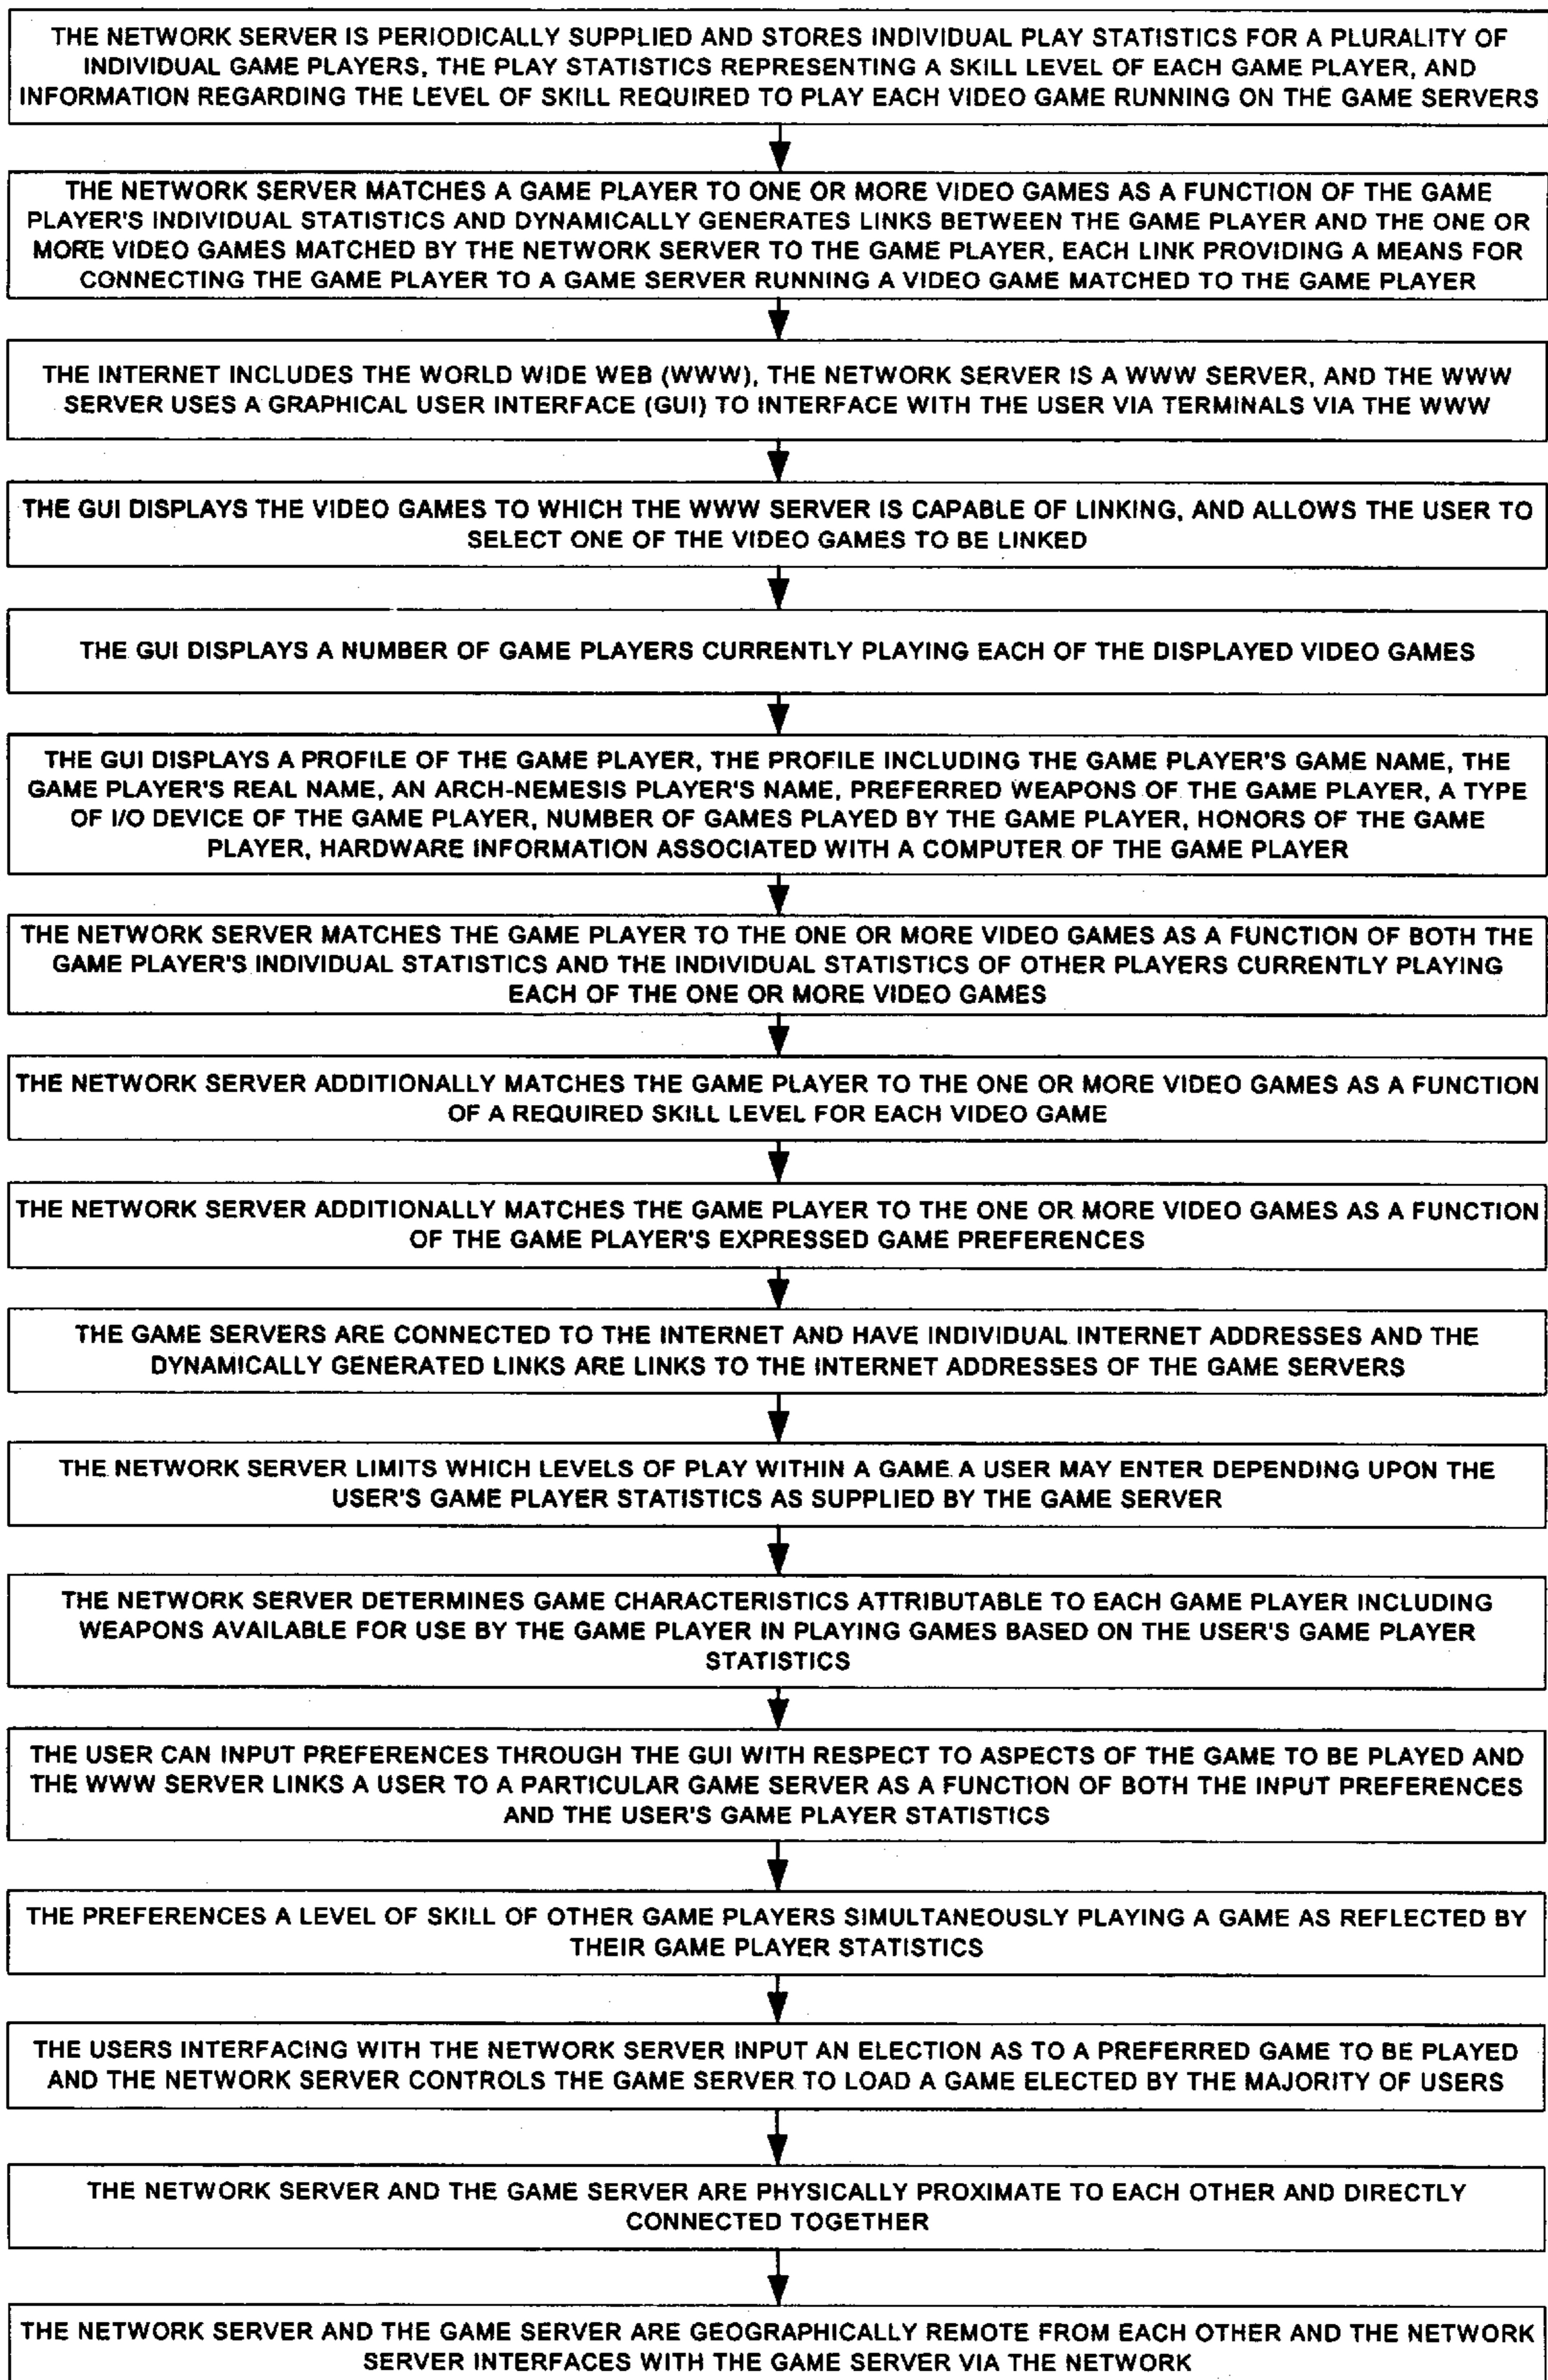 THE NETWORK SERVER IS PERIODICALLY SUPPLIED AND STORES INDIVIDUAL PLAY STATISTICS FOR A PLURALITY OF
INDIVIDUAL GAME PLAYERS, THE PLAY STATISTICS REPRESENTING A SKILL LEVEL OF EACH GAME PLAYER, AND
INFORMATION REGARDING THE LEVEL OF SKILL REQUIRED TO PLAY EACH VIDEO GAME RUNNING ON THE GAME SERVERS
THE NETWORK SERVER MATCHES A GAME PLAYER TO ONE OR MORE VIDEO GAMES AS A FUNCTION OF THE GAME
PLAYER'S INDIVIDUAL STATISTICS AND DYNAMICALLY GENERATES LINKS BETWEEN THE GAME PLAYER AND THE ONE OR
MORE VIDEO GAMES MATCHED BY THE NETWORK SERVER TO THE GAME PLAYER, EACH LINK PROVIDING A MEANS FOR
CONNECTING THE GAME PLAYER TO A GAME SERVER RUNNING A VIDEO GAME MATCHED TO THE GAME PLAYER
THE INTERNET INCLUDES THE WORLD WIDE WEB (WWW), THE NETWORK SERVER IS A WWW SERVER, AND THE WWW
SERVER USES A GRAPHICAL USER INTERFACE (GUI) TO INTERFACE WITH THE USER VIA TERMINALS VIA THE WWW
THE GUI DISPLAYS THE VIDEO GAMES TO WHICH THE WWW SERVER IS CAPABLE OF LINKING, AND ALLOWS THE USER TO
SELECT ONE OF THE VIDEO GAMES TO BE LINKED
THE GUI DISPLAYS A NUMBER OF GAME PLAYERS CURRENTLY PLAYING EACH OF THE DISPLAYED VIDEO GAMES
THE GUI DISPLAYS A PROFILE OF THE GAME PLAYER, THE PROFILE INCLUDING THE GAME PLAYER'S GAME NAME, THE
GAME PLAYER'S REAL NAME, AN ARCH-NEMESIS PLAYER'S NAME, PREFERRED WEAPONS OF THE GAME PLAYER, A TYPE
OF I/O DEVICE OF THE GAME PLAYER, NUMBER OF GAMES PLAYED BY THE GAME PLAYER, HONORS OF THE GAME
PLAYER, HARDWARE INFORMATION ASSOCIATED WITH A COMPUTER OF THE GAME PLAYER
THE NETWORK SERVER MATCHES THE GAME PLAYER TO THE ONE OR MORE VIDEO GAMES AS A FUNCTION OF BOTH THE
GAME PLAYER'S INDIVIDUAL STATISTICS AND THE INDIVIDUAL STATISTICS OF OTHER PLAYERS CURRENTLY PLAYING
EACH OF THE ONE OR MORE VIDEO GAMES
THE NETWORK SERVER ADDITIONALLY MATCHES THE GAME PLAYER TO THE ONE OR MORE VIDEO GAMES AS A FUNCTION
OF A REQUIRED SKILL LEVEL FOR EACH VIDEO GAME
THE NETWORK SERVER ADDITIONALLY MATCHES THE GAME PLAYER TO THE ONE OR MORE VIDEO GAMES AS A FUNCTION
OF THE GAME PLAYER'S EXPRESSED GAME PREFERENCES
THE GAME SERVERS ARE CONNECTED TO THE INTERNET AND HAVE INDIVIDUAL INTERNET ADDRESSES AND THE
DYNAMICALLY GENERATED LINKS ARE LINKS TO THE INTERNET ADDRESSES OF THE GAME SERVERS
THE NETWORK SERVER LIMITS WHICH LEVELS OF PLAY WITHIN A GAME A USER MAY ENTER DEPENDING UPON THE
USER'S GAME PLAYER STATISTICS AS SUPPLIED BY THE GAME SERVER
THE NETWORK SERVER DETERMINES GAME CHARACTERISTICS ATTRIBUTABLE TO EACH GAME PLAYER INCLUDING
WEAPONS AVAILABLE FOR USE BY THE GAME PLAYER IN PLAYING GAMES BASED ON THE USER'S GAME PLAYER
STATISTICS
THE USER CAN INPUT PREFERENCES THROUGH THE GUI WITH RESPECT TO ASPECTS OF THE GAME TO BE PLAYED AND
THE WWW SERVER LINKS A USER TO A PARTICULAR GAME SERVER AS A FUNCTION OF BOTH THE INPUT PREFERENCES
AND THE USER'S GAME PLAYER STATISTICS
THE PREFERENCES A LEVEL OF SKILL OF OTHER GAME PLAYERS SIMULTANEOUSLY PLAYING A GAME AS REFLECTED BY
THEIR GAME PLAYER STATISTICS
THE USERS INTERFACING WITH THE NETWORK SERVER INPUT AN ELECTION AS TO A PREFERRED GAME TO BE PLAYED
AND THE NETWORK SERVER CONTROLS THE GAME SERVER TO LOAD A GAME ELECTED BY THE MAJORITY OF USERS
THE NETWORK SERVER AND THE GAME SERVER ARE PHYSICALLY PROXIMATE TO EACH OTHER AND DIRECTLY
CONNECTED TOGETHER
THE NETWORK SERVER AND THE GAME SERVER ARE GEOGRAPHICALLY REMOTE FROM EACH OTHER AND THE NETWORK
SERVER INTERFACES WITH THE GAME SERVER VIA THE NETWORK